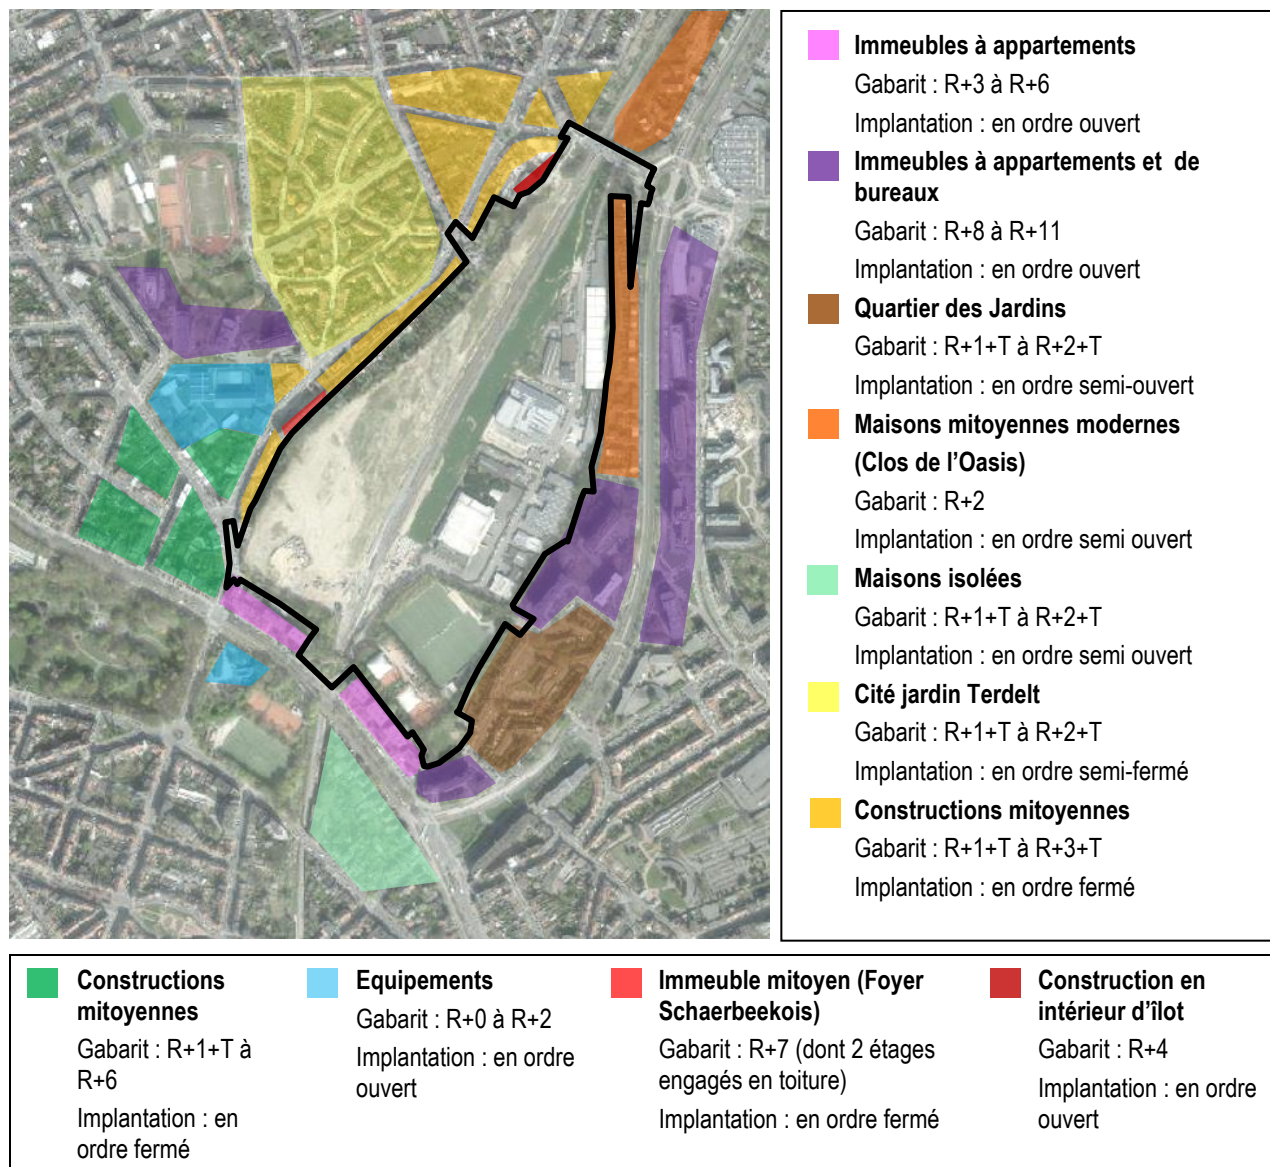 Immeubles à appartements
Gabarit : R+3 à R+6
Implantation : en ordre ouvert
Immeubles à appartements et de
bureaux
Gabarit : R+8 à R+11
Implantation : en ordre ouvert
Quartier des Jardins
Gabarit : R+1+T à R+2+T
Implantation : en ordre semi-ouvert
Maisons mitoyennes modernes
(Clos de l’Oasis)
Gabarit : R+2
Implantation : en ordre semi ouvert
Maisons isolées
Gabarit : R+1+T à R+2+T
Implantation : en ordre semi ouvert
Cité jardin Terdelt
Gabarit : R+1+T à R+2+T
Implantation : en ordre semi-fermé
Constructions mitoyennes
Gabarit : R+1+T à R+3+T
Implantation : en ordre fermé
Constructions
mitoyennes
Gabarit : R+1+T à
R+6
Implantation : en
ordre fermé
Equipements
Gabarit : R+0 à R+2
Implantation : en ordre
ouvert
Immeuble mitoyen (Foyer
Schaerbeekois)
Gabarit : R+7 (dont 2 étages
engagés en toiture)
Implantation : en ordre fermé
Construction en
intérieur d’îlot
Gabarit : R+4
Implantation : en ordre
ouvert